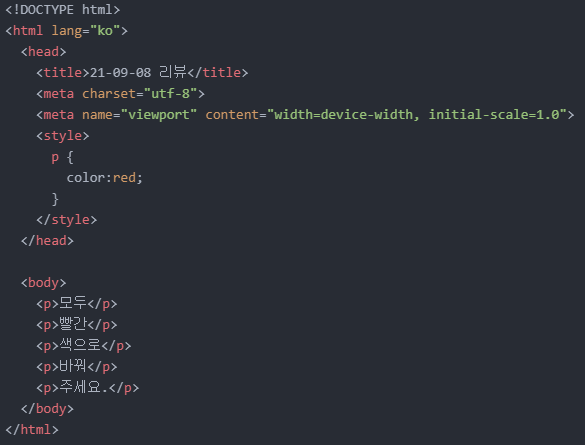 <!DOCTYPE html>
<html lang="ko">
  <head>
    <title>21-09-08 리뷰</title>
    <meta charset="utf-8">
    <meta name="viewport" content="width=device-width, initial-scale=1.0">
    <style>
      p {
        color:red;
      }
    </style>
  </head>

  <body>
    <p>모두</p>
    <p>빨간</p>
    <p>색으로</p>
    <p>바꿔</p>
    <p>주세요.</p>
  </body>
</html>